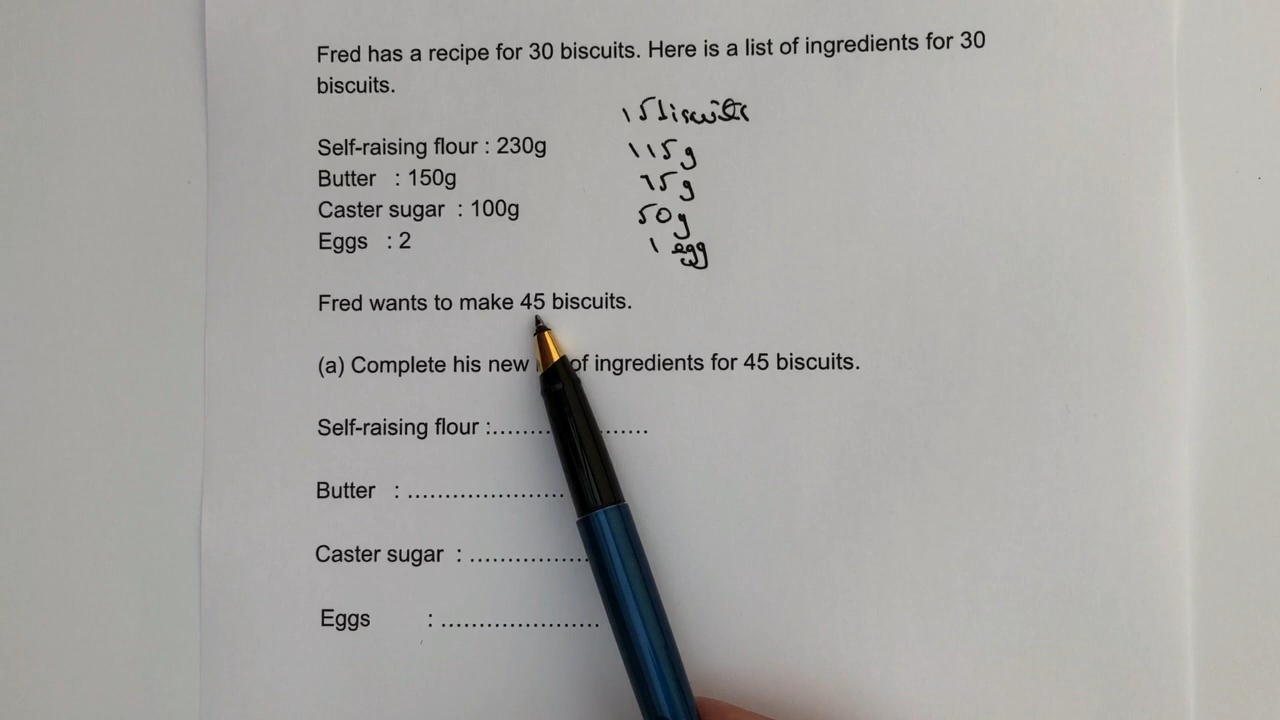 Fred has a recipe for 30 biscuits. Here is a list of ingredients for 30
biscuits.
15 biscuits
Self-raising flour : 230g 115g
Butter : 150g 75g
Caster sugar : 100g 50g
Eggs : 2 1 egg
Fred wants to make 45 biscuits.
(a) Complete his new of ingredients for 45 biscuits.
Self-raising flour :....................
Butter : .....................
Caster sugar : ................
Eggs : .....................